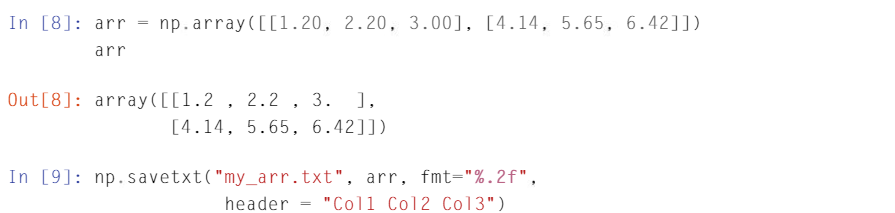 In [8]: arr = np.array([[1.20, 2.20, 3.00], [4.14, 5.65, 6.42]])
arr
Out[8]: array([[1.2 , 2.2 , 3.  ],
[4.14, 5.65, 6.42]])
In [9]: np.savetxt("my_arr.txt", arr, fmt="%.2f",
header = "Col1 Col2 Col3")